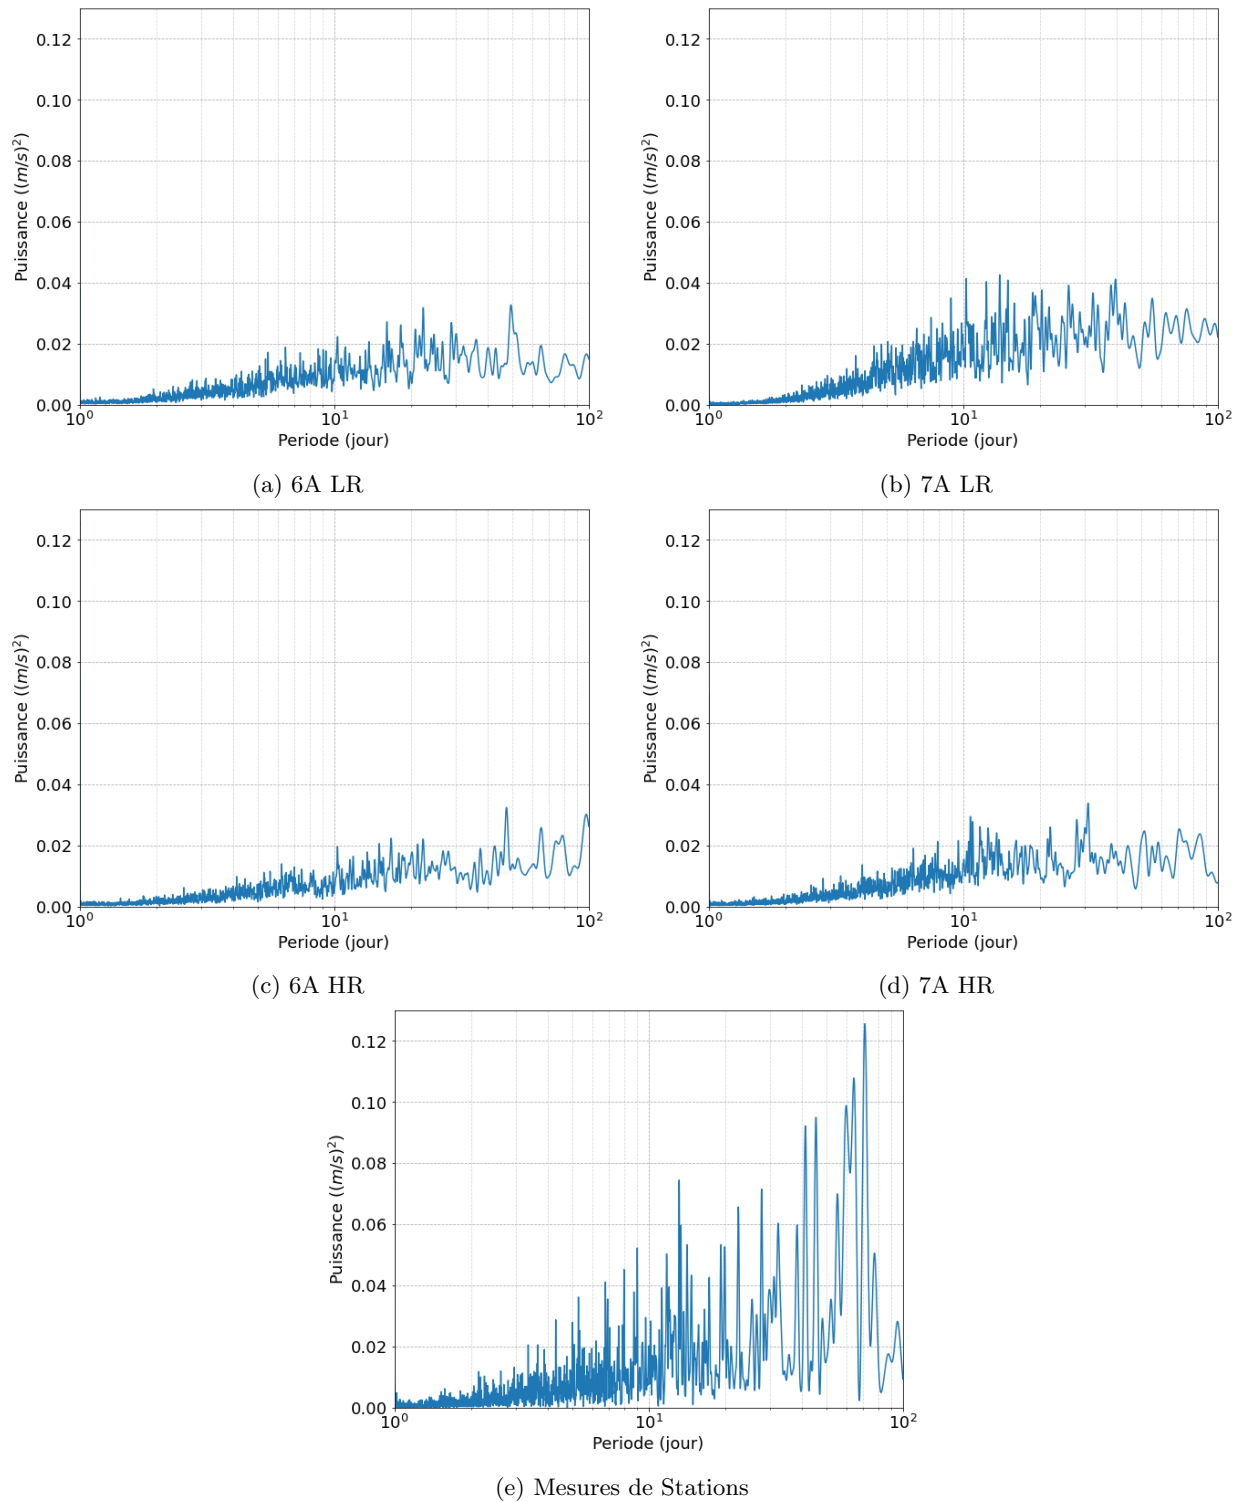 0.12
0.10
0.08
0.06
0.04
0.02
0.00
Puissance ((m/s)²)
10⁰ 10¹ 10²
Periode (jour)
(a) 6A LR
0.12
0.10
0.08
0.06
0.04
0.02
0.00
Puissance ((m/s)²)
10⁰ 10¹ 10²
Periode (jour)
(b) 7A LR
0.12
0.10
0.08
0.06
0.04
0.02
0.00
Puissance ((m/s)²)
10⁰ 10¹ 10²
Periode (jour)
(c) 6A HR
0.12
0.10
0.08
0.06
0.04
0.02
0.00
Puissance ((m/s)²)
10⁰ 10¹ 10²
Periode (jour)
(d) 7A HR
0.12
0.10
0.08
0.06
0.04
0.02
0.00
Puissance ((m/s)²)
10⁰ 10¹ 10²
Periode (jour)
(e) Mesures de Stations